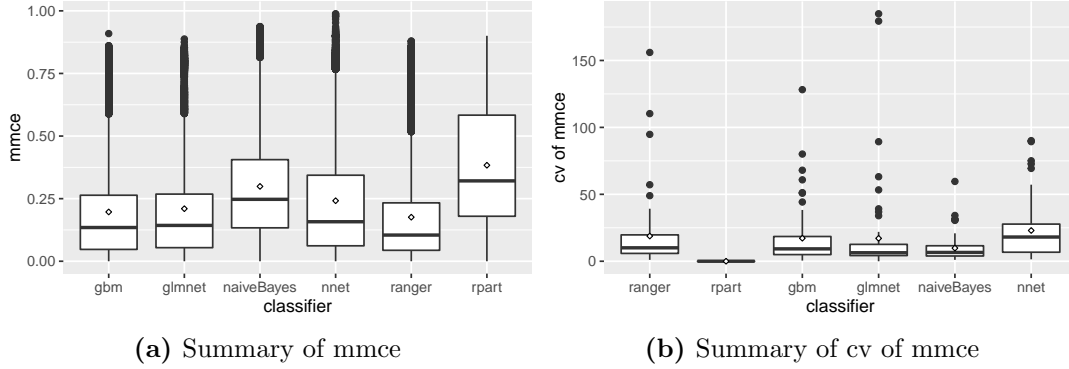 mmce
1.00
0.75
0.50
0.25
0.00
gbm glmnet naiveBayes nnet ranger rpart
classifier
(a) Summary of mmce
cv of mmce
150
100
50
0
ranger rpart gbm glmnet naiveBayes nnet
classifier
(b) Summary of cv of mmce